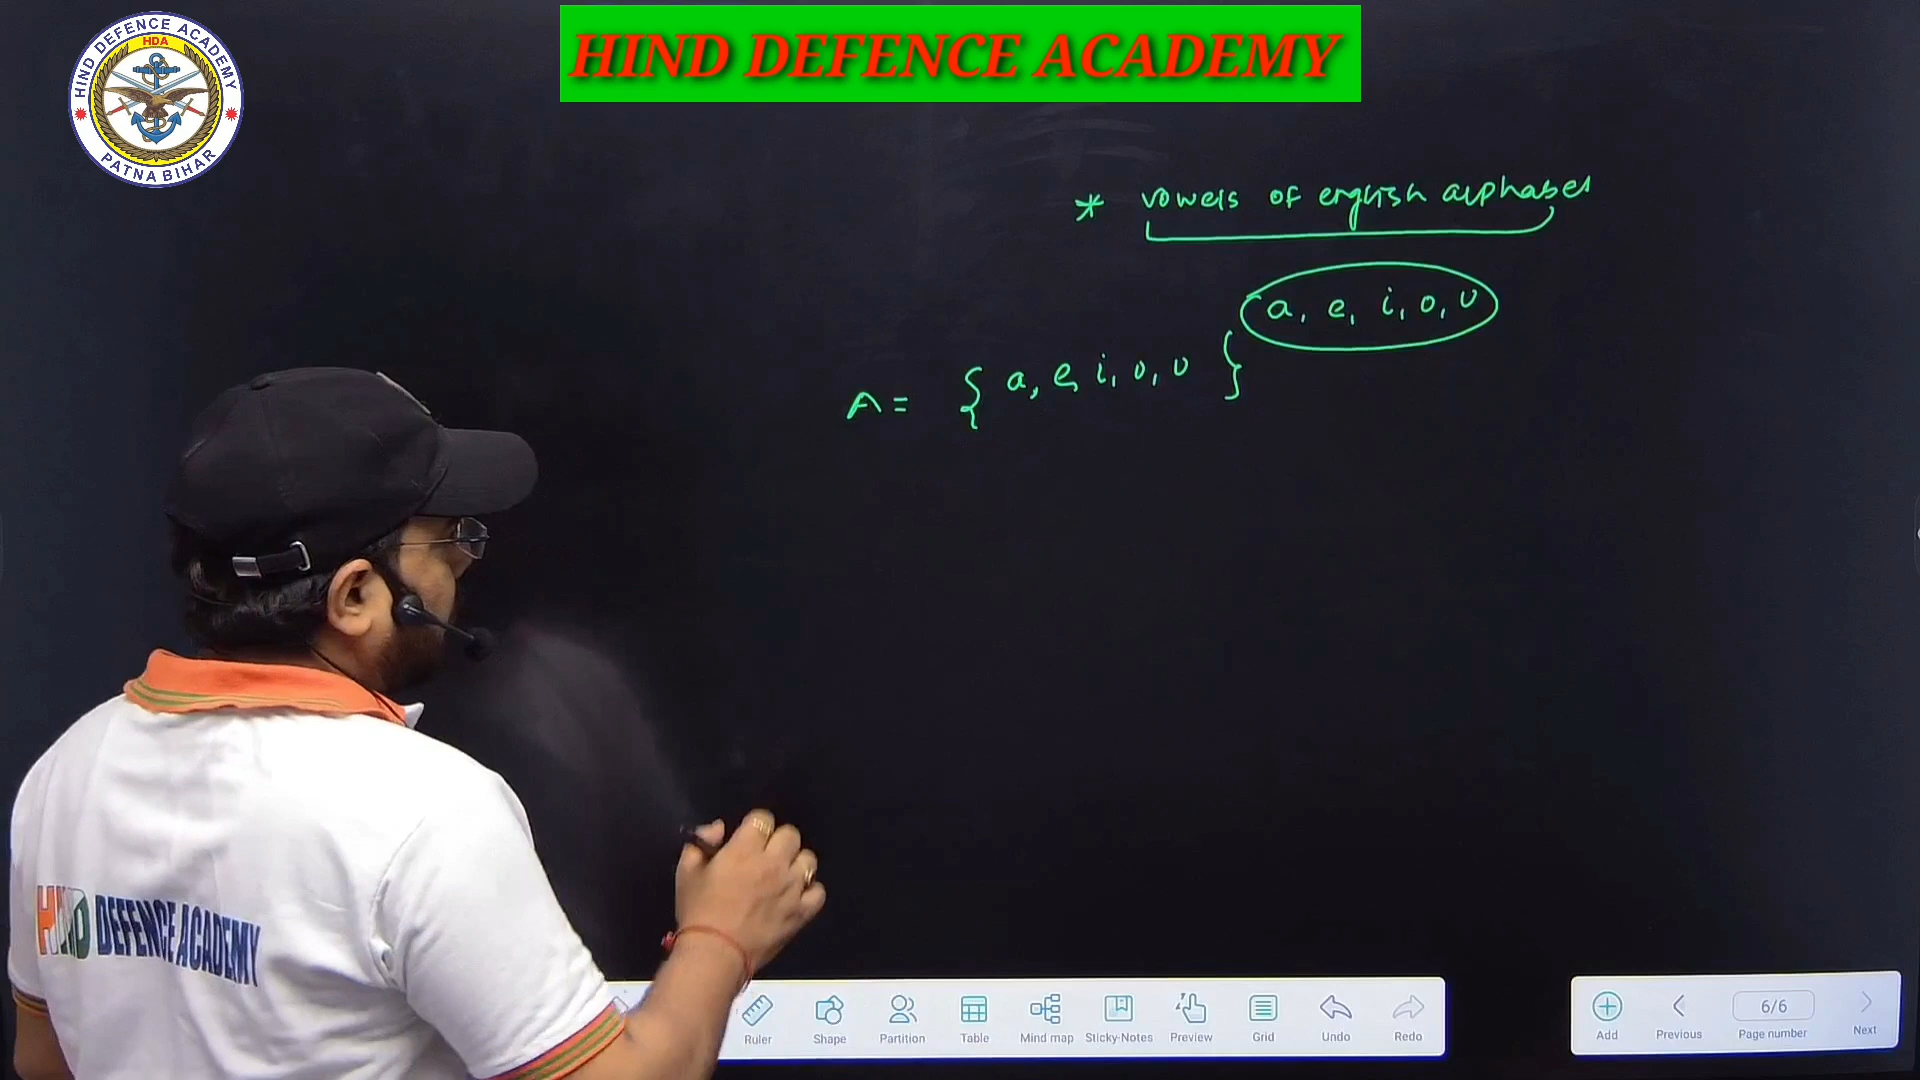 HIND DEFENCE ACADEMY
HIND DEFENCE ACADEMY
HDA
PATNA BIHAR
* vowels of english alphabet
a, e, i, o, u
A = { a, e, i, o, u }
HIND DEFENCE ACADEMY
Ruler
Shape
Partition
Table
Mind map
Sticky-Notes
Preview
Grid
Undo
Redo
Add
Previous
6/6
Page number
Next